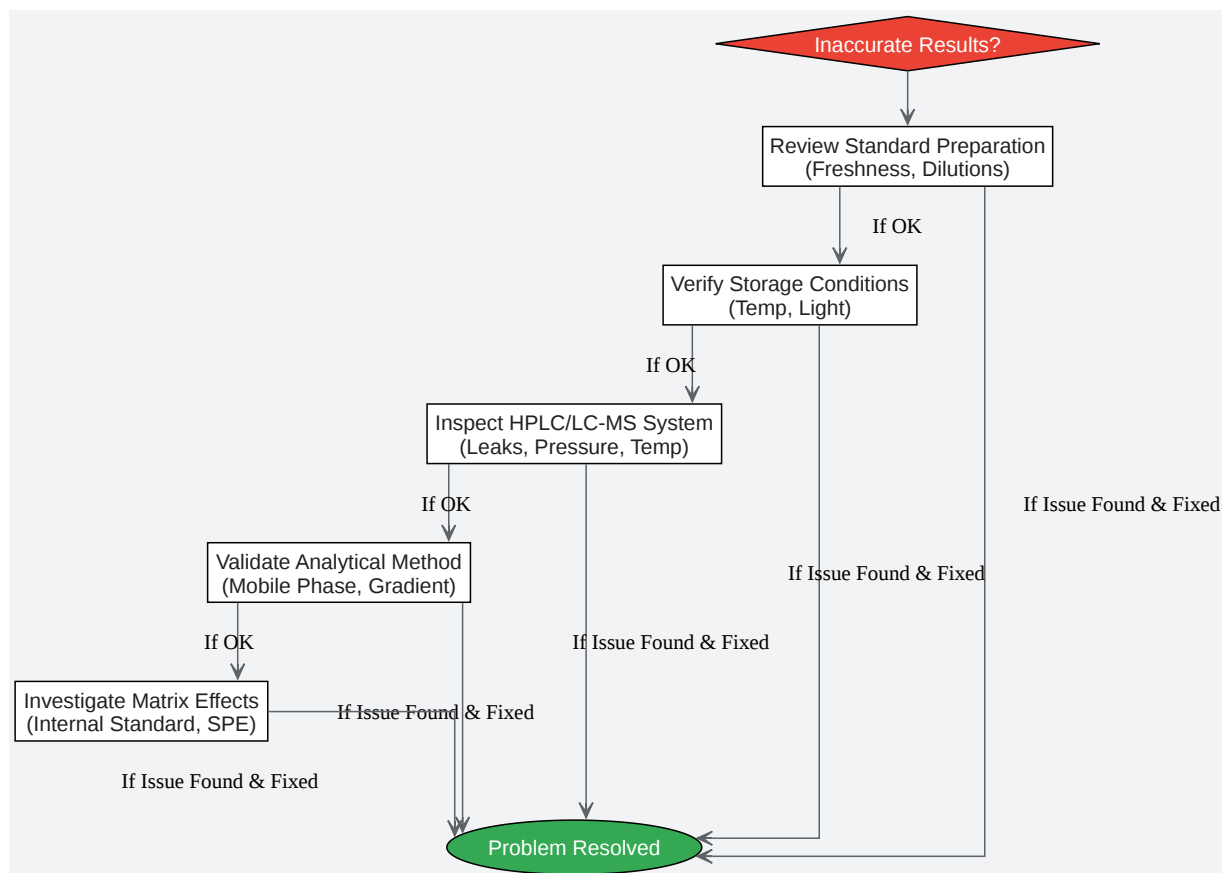 Inaccurate Results?
Review Standard Preparation
(Freshness, Dilutions)
If OK
Verify Storage Conditions
(Temp, Light)
If OK
Inspect HPLC/LC-MS System
(Leaks, Pressure, Temp)
If OK
If Issue Found & Fixed
Validate Analytical Method
(Mobile Phase, Gradient)
If Issue Found & Fixed
If OK
If Issue Found & Fixed
Investigate Matrix Effects
(Internal Standard, SPE)
If Issue Found & Fixed
If Issue Found & Fixed
Problem Resolved